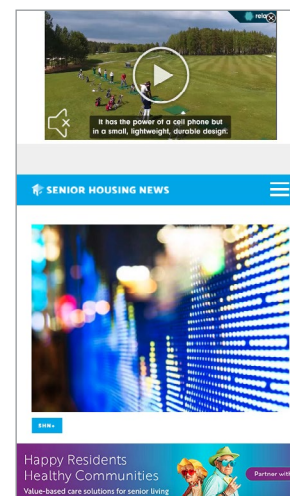 relay
It has the power of a cell phone but
in a small, lightweight, durable design.
SENIOR HOUSING NEWS
SHN+
Happy Residents
Healthy Communities
Partner with
Value-based care solutions for senior living